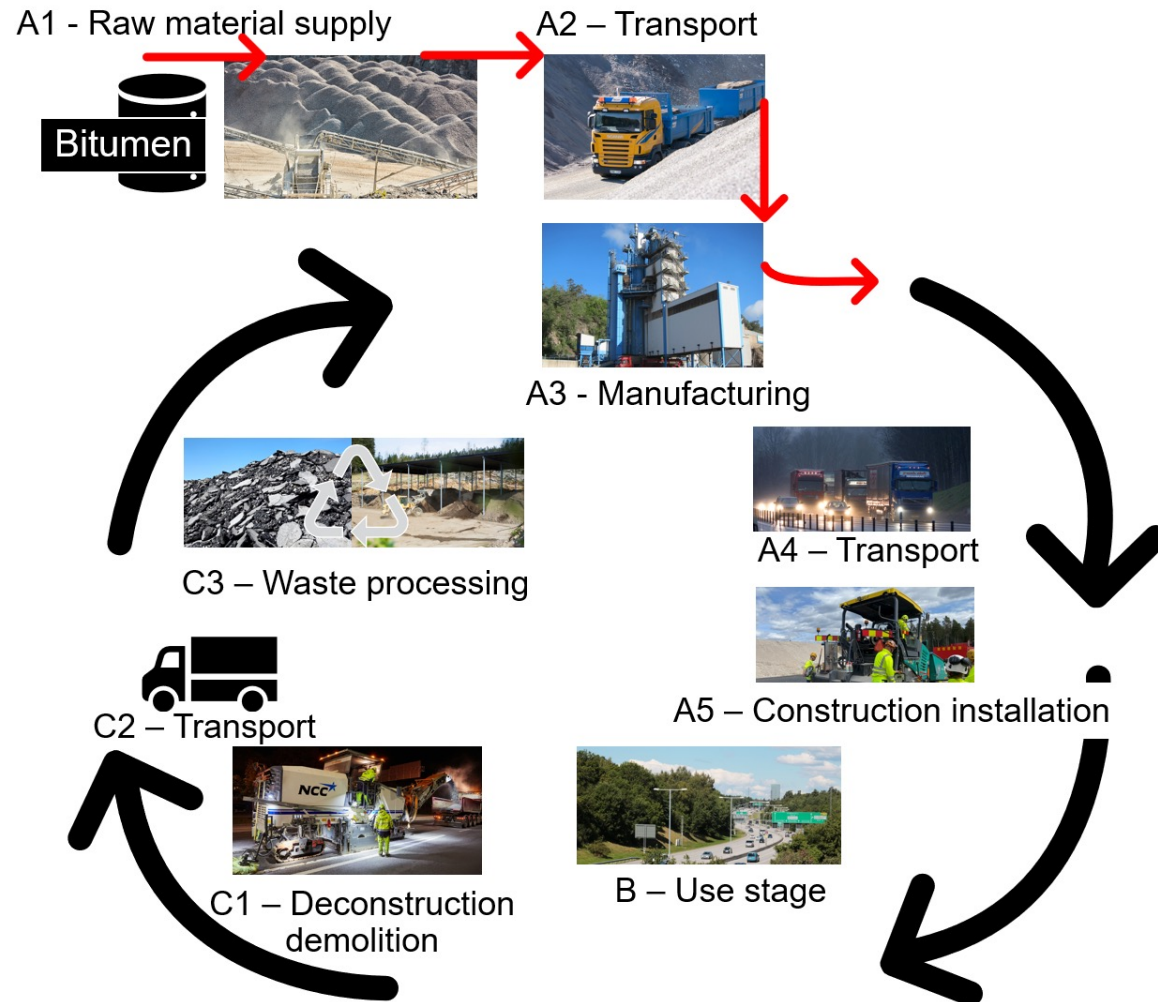 A1 - Raw material supply
A2 – Transport
Bitumen
A3 - Manufacturing
A4 – Transport
C3 – Waste processing
A5 – Construction installation
C2 – Transport
NCC
B – Use stage
C1 – Deconstruction
demolition